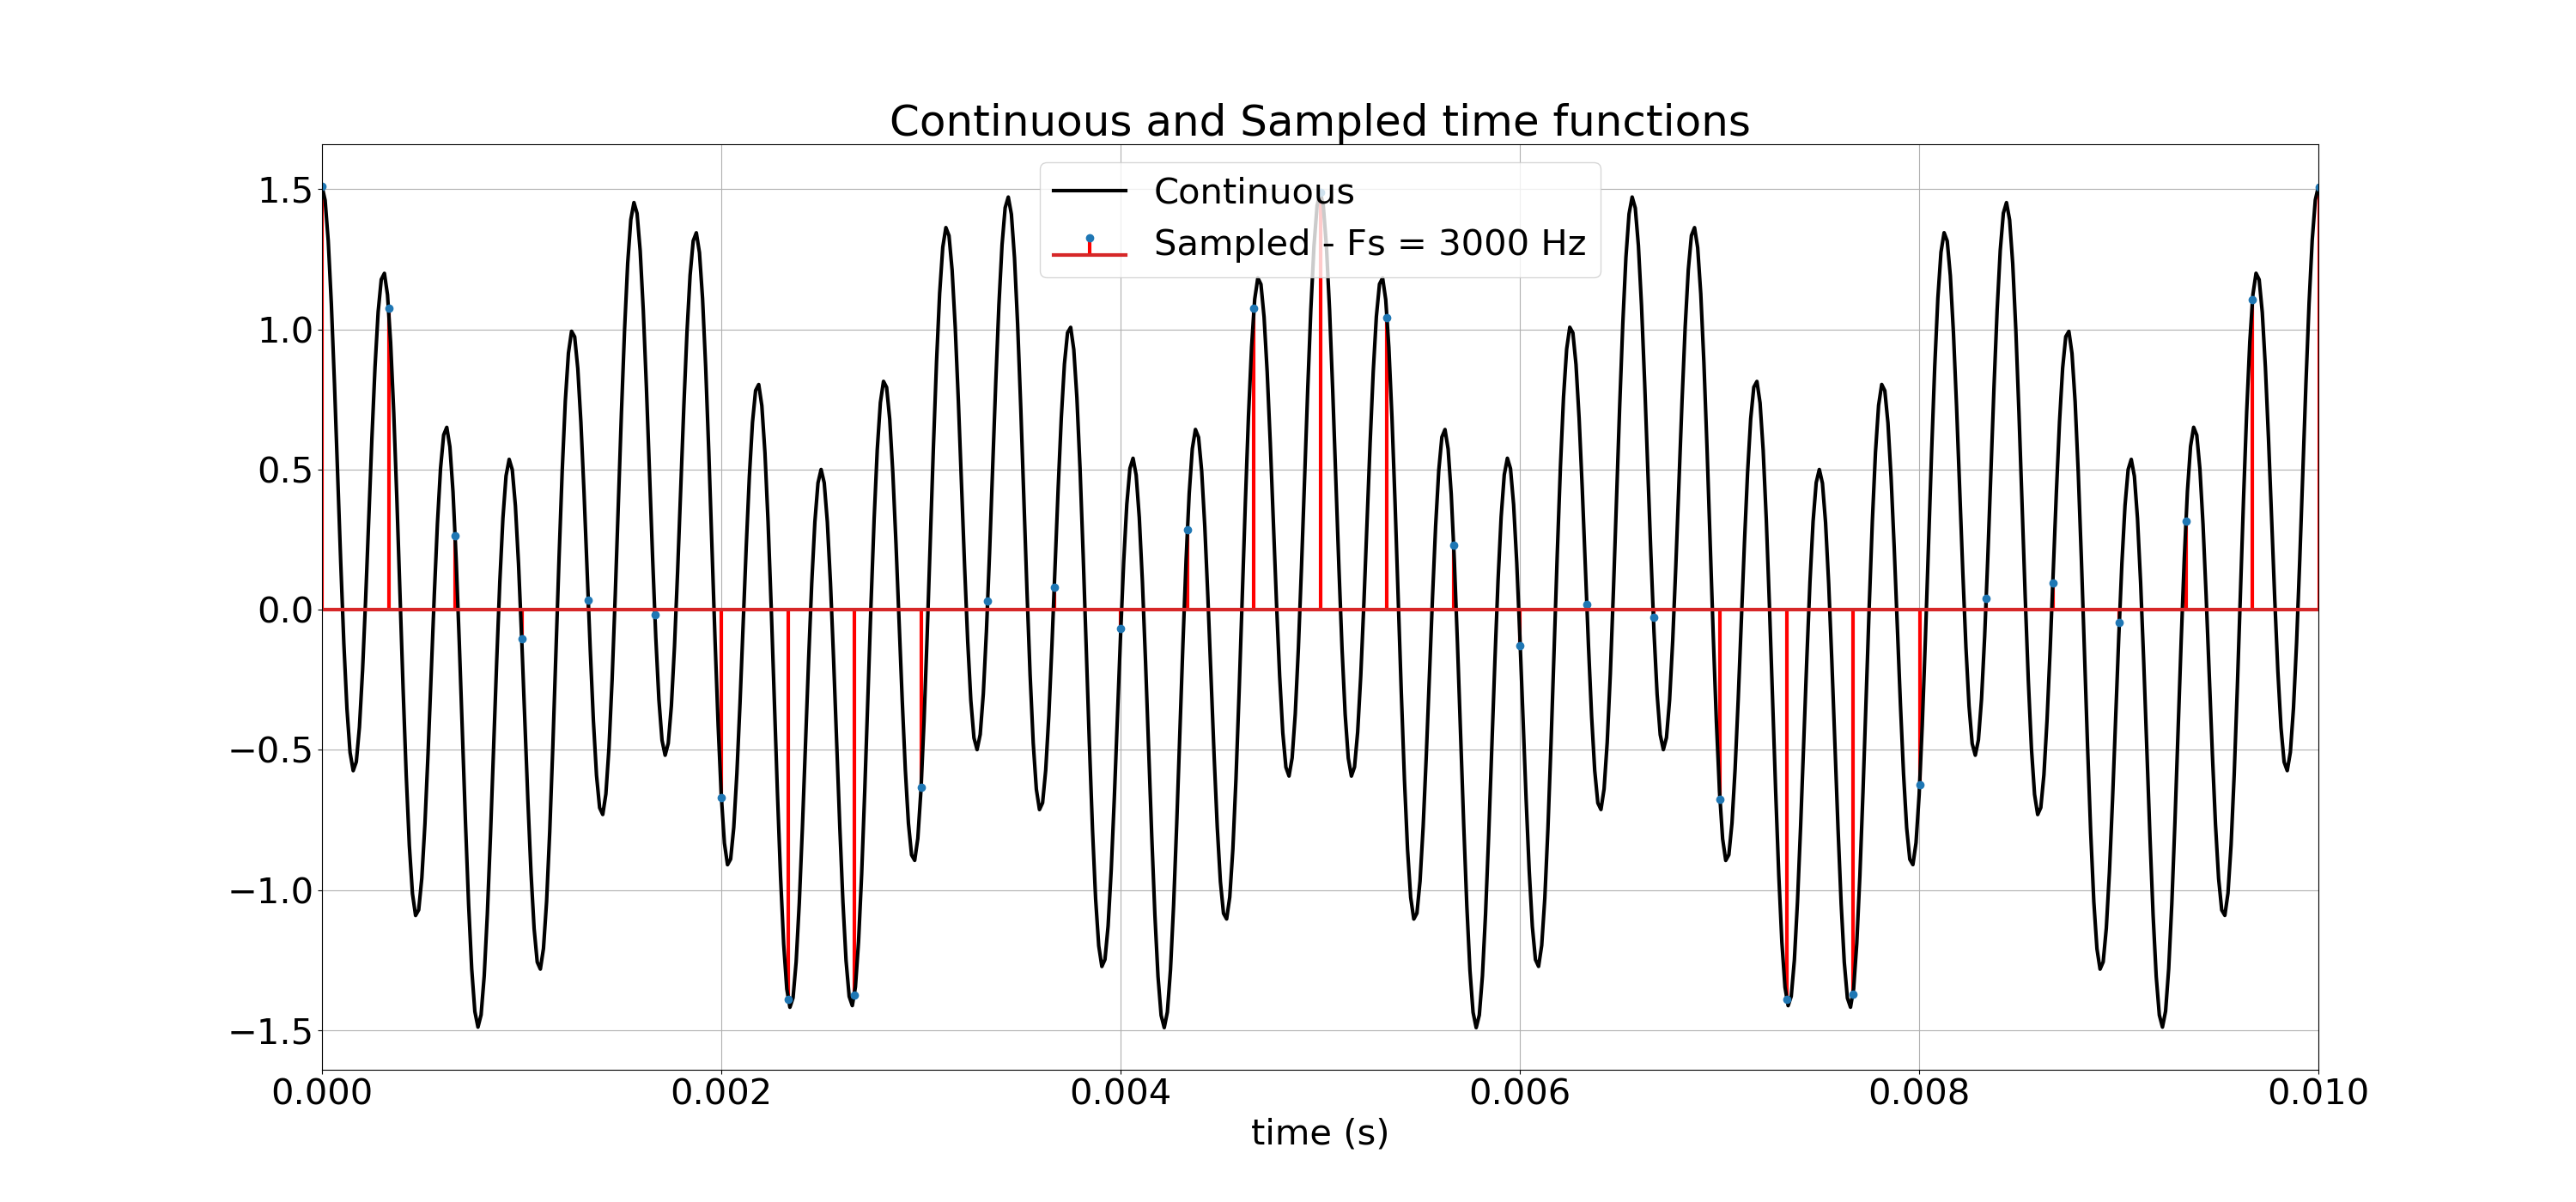 Continuous and Sampled time functions
Continuous
Sampled - Fs = 3000 Hz
1.5
1.0
0.5
0.0
−0.5
−1.0
−1.5
0.000 0.002 0.004 0.006 0.008 0.010
time (s)